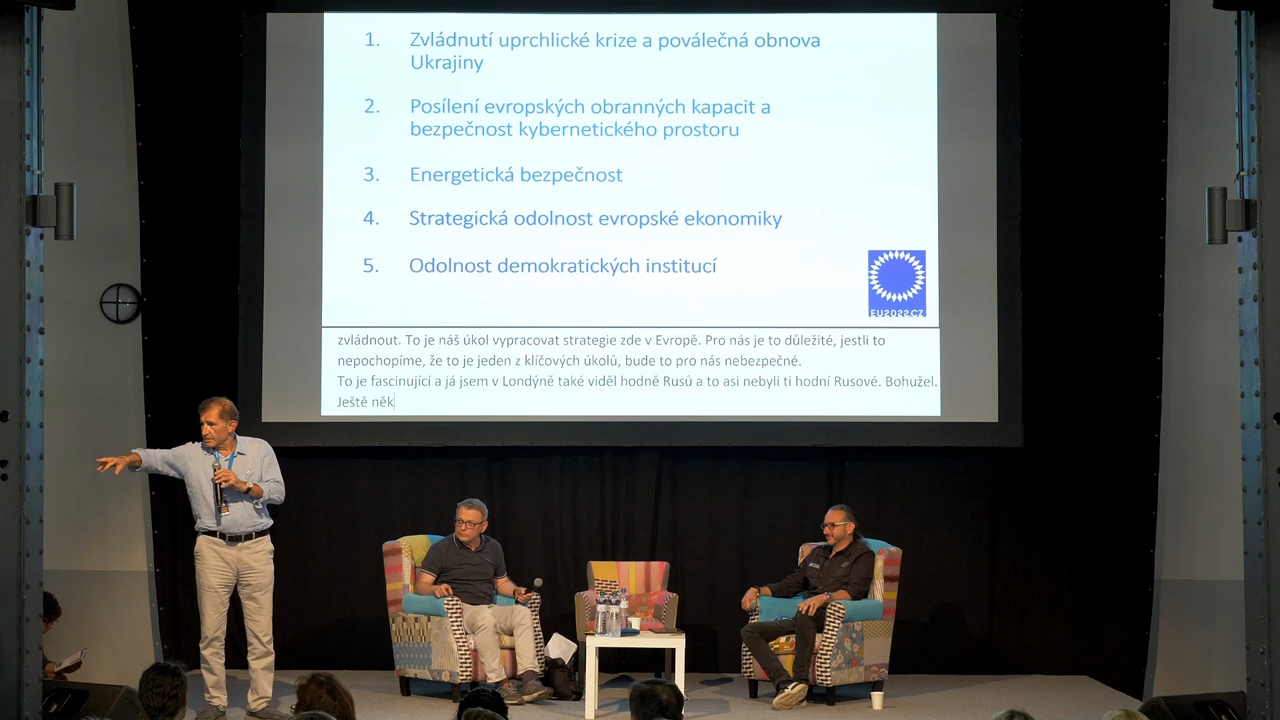 1. Zvládnutí uprchlické krize a poválečná obnova
Ukrajiny
2. Posílení evropských obranných kapacit a
bezpečnost kybernetického prostoru
3. Energetická bezpečnost
4. Strategická odolnost evropské ekonomiky
5. Odolnost demokratických institucí
EU2022.CZ
zvládnout. To je náš úkol vypracovat strategie zde v Evropě. Pro nás je to důležité, jestli to
nepochopíme, že to je jeden z klíčových úkolů, bude to pro nás nebezpečné.
To je fascinující a já jsem v Londýně také viděl hodně Rusů a to asi nebyli ti hodní Rusové. Bohužel.
Ještě něk